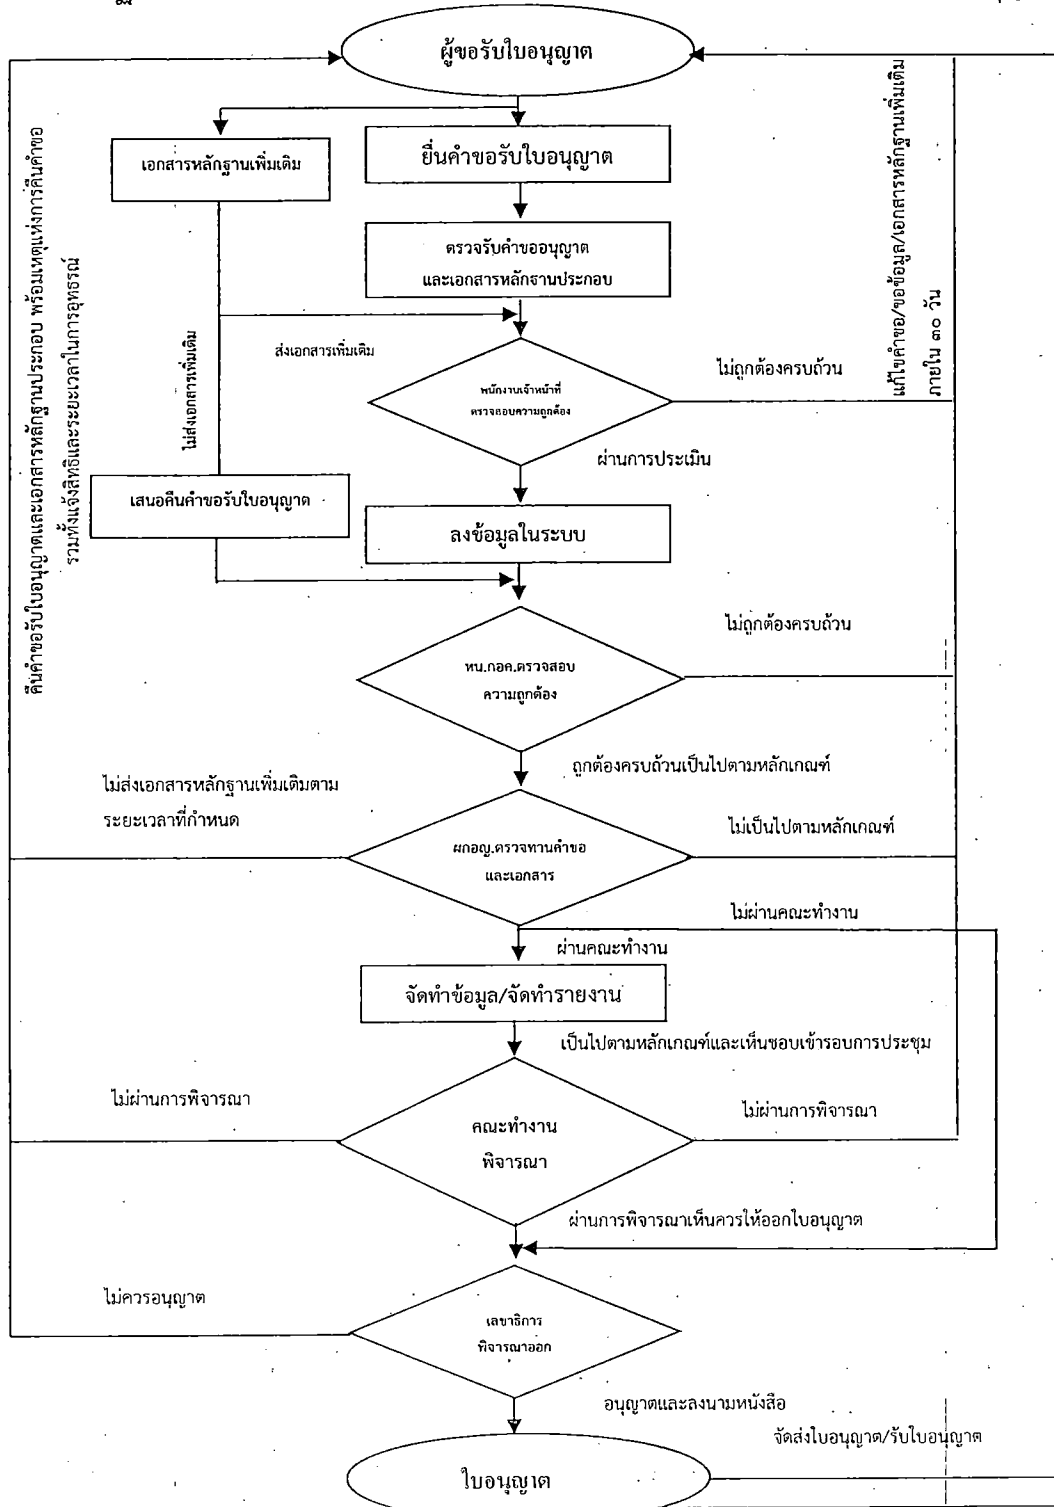 ผู้ขอรับใบอนุญาต
ยื่นคำขอรับใบอนุญาต
เอกสารหลักฐานเพิ่มเติม
ตรวจรับคำขออนุญาต
และเอกสารหลักฐานประกอบ
แก้ไขคำขอ/ขอข้อมูล/เอกสารหลักฐานเพิ่มเติม
ภายใน ๓๐ วัน
คืนคำขอรับใบอนุญาตและเอกสารหลักฐานประกอบ พร้อมเหตุแห่งการคืนคำขอ
รวมทั้งแจ้งสิทธิและระยะเวลาในการอุทธรณ์
ไม่ส่งเอกสารเพิ่มเติม
ส่งเอกสารเพิ่มเติม
พนักงานเจ้าหน้าที่
ตรวจสอบความถูกต้อง
ไม่ถูกต้องครบถ้วน
ผ่านการประเมิน
เสนอคืนคำขอรับใบอนุญาต
ลงข้อมูลในระบบ
ไม่ถูกต้องครบถ้วน
หน.กอค.ตรวจสอบ
ความถูกต้อง
ถูกต้องครบถ้วนเป็นไปตามหลักเกณฑ์
ไม่ส่งเอกสารหลักฐานเพิ่มเติมตาม
ระยะเวลาที่กำหนด
ไม่เป็นไปตามหลักเกณฑ์
ผกอญ.ตรวจทานคำขอ
และเอกสาร
ไม่ผ่านคณะทำงาน
ผ่านคณะทำงาน
จัดทำข้อมูล/จัดทำรายงาน
เป็นไปตามหลักเกณฑ์และเห็นชอบเข้ารอบการประชุม
ไม่ผ่านการพิจารณา
ไม่ผ่านการพิจารณา
คณะทำงาน
พิจารณา
ผ่านการพิจารณาเห็นควรให้ออกใบอนุญาต
ไม่ควรอนุญาต
เลขาธิการ
พิจารณาออก
อนุญาตและลงนามหนังสือ
จัดส่งใบอนุญาต/รับใบอนุญาต
ใบอนุญาต